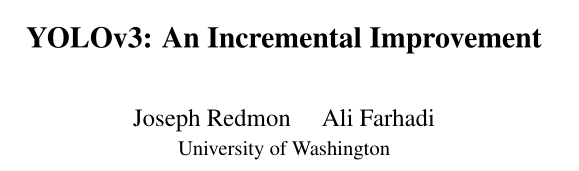 YOLOv3: An Incremental Improvement
Joseph Redmon Ali Farhadi
University of Washington